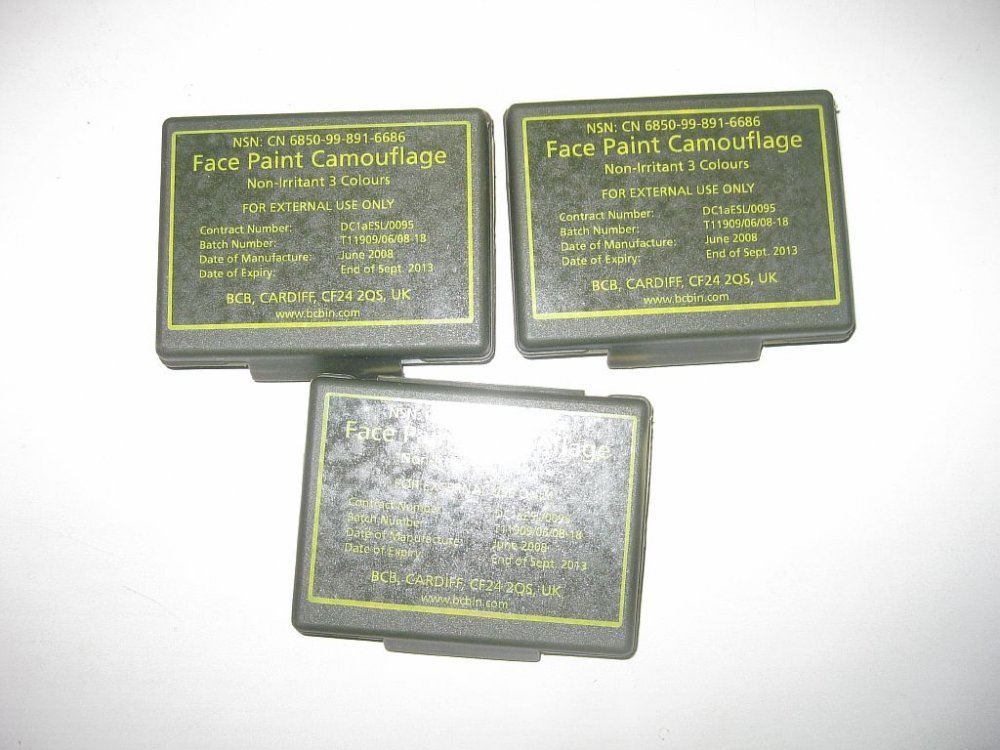 NSN: CN 6850-99-891-6686
Face Paint Camouflage
Non-Irritant 3 Colours
FOR EXTERNAL USE ONLY
Contract Number: DC1aESL/0095
Batch Number: T11909/06/08-18
Date of Manufacture: June 2008
Date of Expiry: End of Sept. 2013
BCB, CARDIFF, CF24 2QS, UK
www.bcbin.com
NSN: CN 6850-99-891-6686
Face Paint Camouflage
Non-Irritant 3 Colours
FOR EXTERNAL USE ONLY
Contract Number: DC1aESL/0095
Batch Number: T11909/06/08-18
Date of Manufacture: June 2008
Date of Expiry: End of Sept. 2013
BCB, CARDIFF, CF24 2QS, UK
www.bcbin.com
NSN:
Face
Contract Number:
Batch Number: T11909/06/08-18
Date of Manufacture: June 2008
Date of Expiry: End of Sept. 2013
BCB, CARDIFF, CF24 2QS, UK
www.bcbin.com